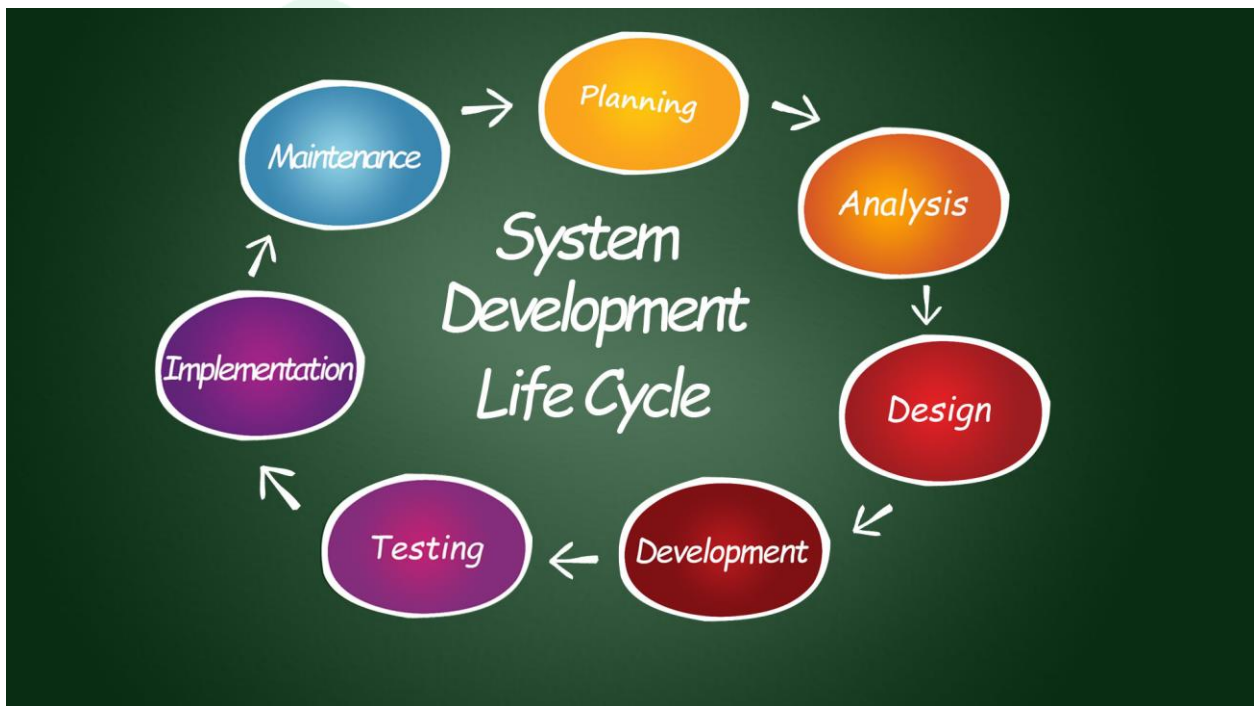 System
Development
Life Cycle
Planning
Analysis
Design
Development
Testing
Implementation
Maintenance